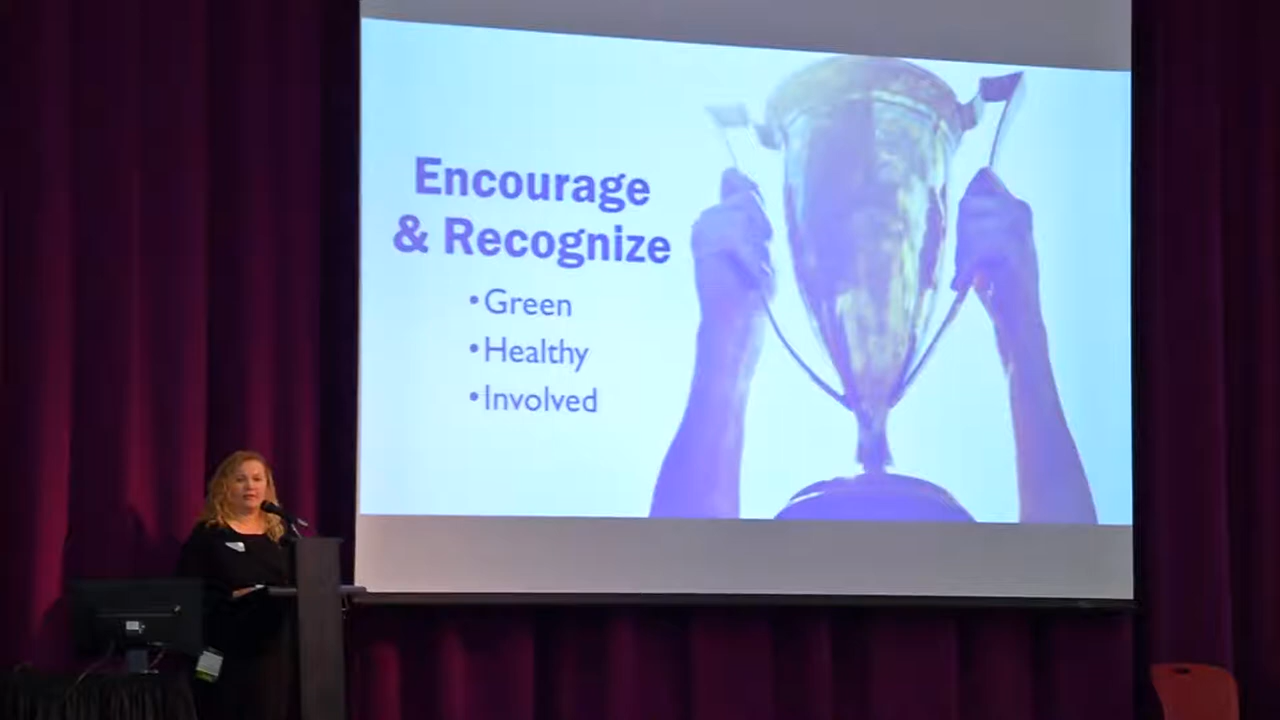 Encourage
& Recognize
•Green
•Healthy
•Involved